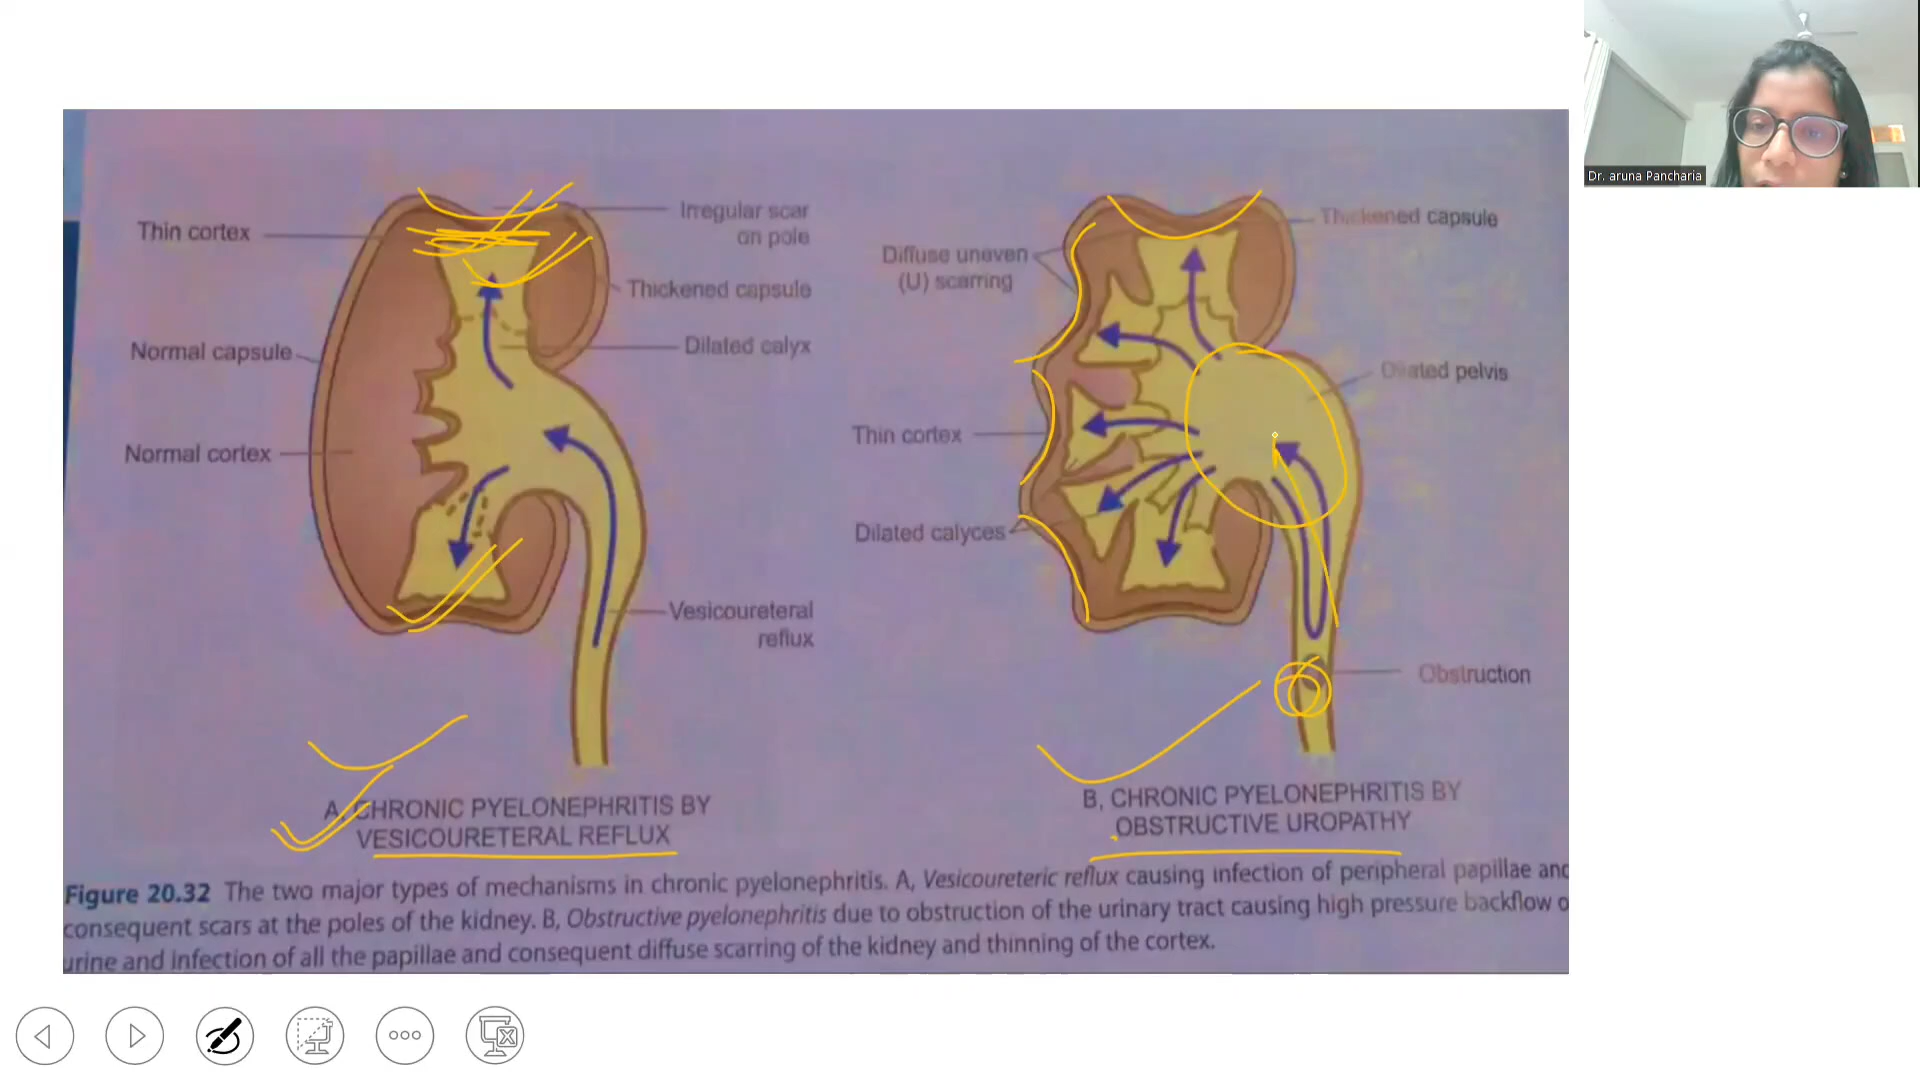 Dr. aruna Pancharia
Thin cortex
Normal capsule
Normal cortex
Irregular scar
on pole
Thickened capsule
Dilated calyx
Vesicoureteral
reflux
A, CHRONIC PYELONEPHRITIS BY
VESICOURETERAL REFLUX
Diffuse uneven
(U) scarring
Thin cortex
Dilated calyces
Thickened capsule
Dilated pelvis
Obstruction
B, CHRONIC PYELONEPHRITIS BY
OBSTRUCTIVE UROPATHY
Figure 20.32 The two major types of mechanisms in chronic pyelonephritis. A, Vesicoureteric reflux causing infection of peripheral papillae and
consequent scars at the poles of the kidney. B, Obstructive pyelonephritis due to obstruction of the urinary tract causing high pressure backflow o
urine and infection of all the papillae and consequent diffuse scarring of the kidney and thinning of the cortex.